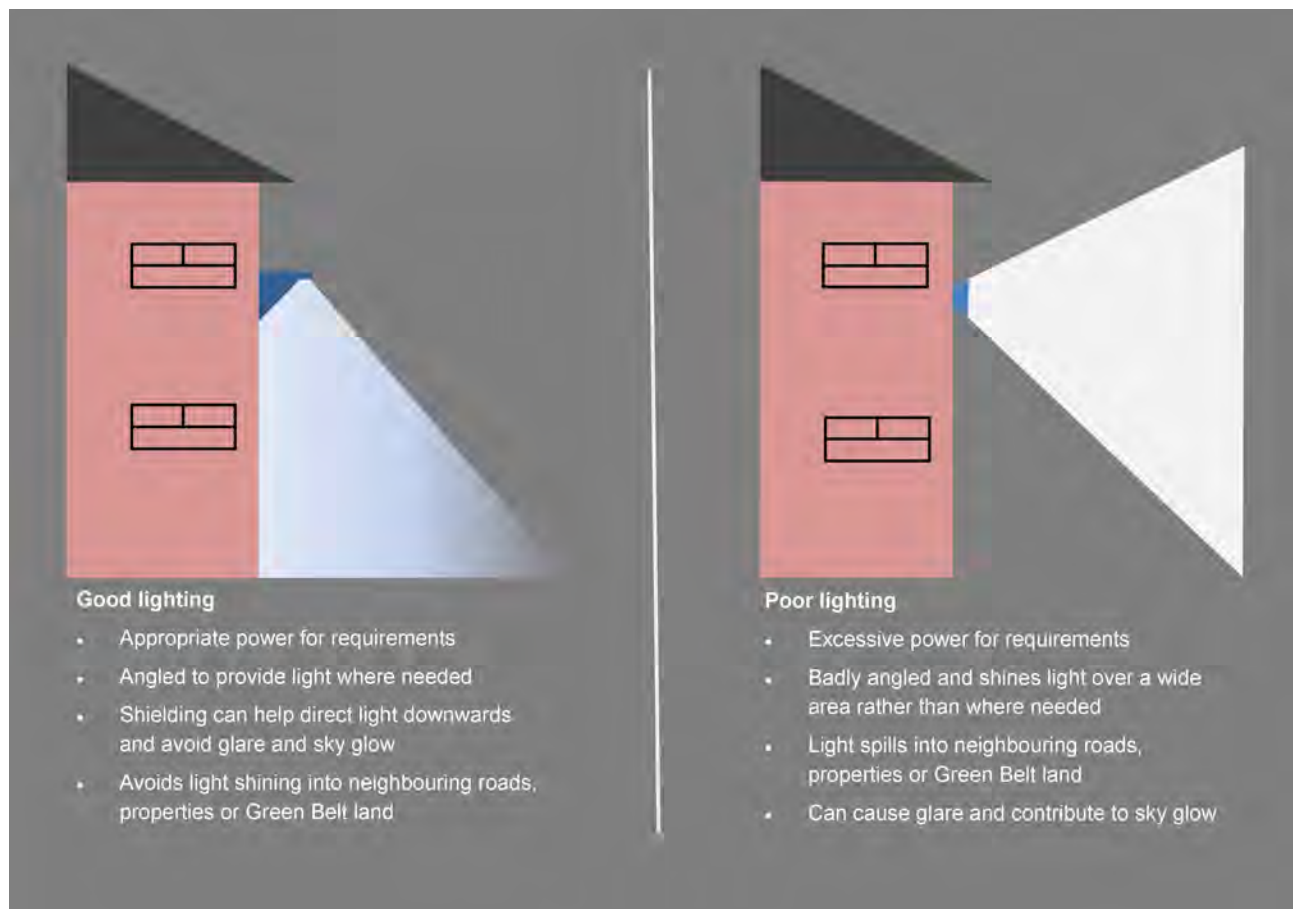 Good lighting
• Appropriate power for requirements
• Angled to provide light where needed
• Shielding can help direct light downwards
and avoid glare and sky glow
• Avoids light shining into neighbouring roads,
properties or Green Belt land
Poor lighting
• Excessive power for requirements
• Badly angled and shines light over a wide
area rather than where needed
• Light spills into neighbouring roads,
properties or Green Belt land
• Can cause glare and contribute to sky glow